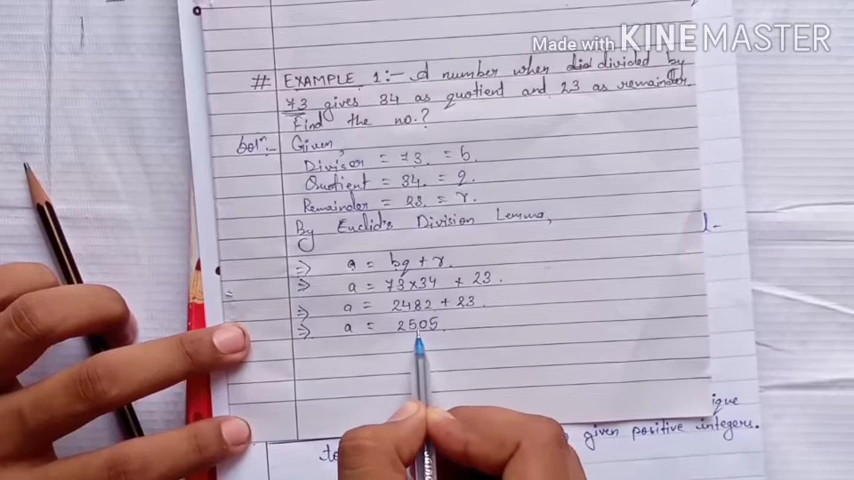 Made with KINEMASTER
# EXAMPLE 1:- A number when did divided by
73 gives 34 as quotient and 23 as remainder.
Find the no.?
Solⁿ:- Given,
Divisor = 73. = b.
Quotient = 34. = q.
Remainder = 23. = r.
By Euclid's Division Lemma,
⇒ a = bq + r.
⇒ a = 73×34 + 23.
⇒ a = 2482 + 23.
⇒ a = 2505.
ique
given positive integers.